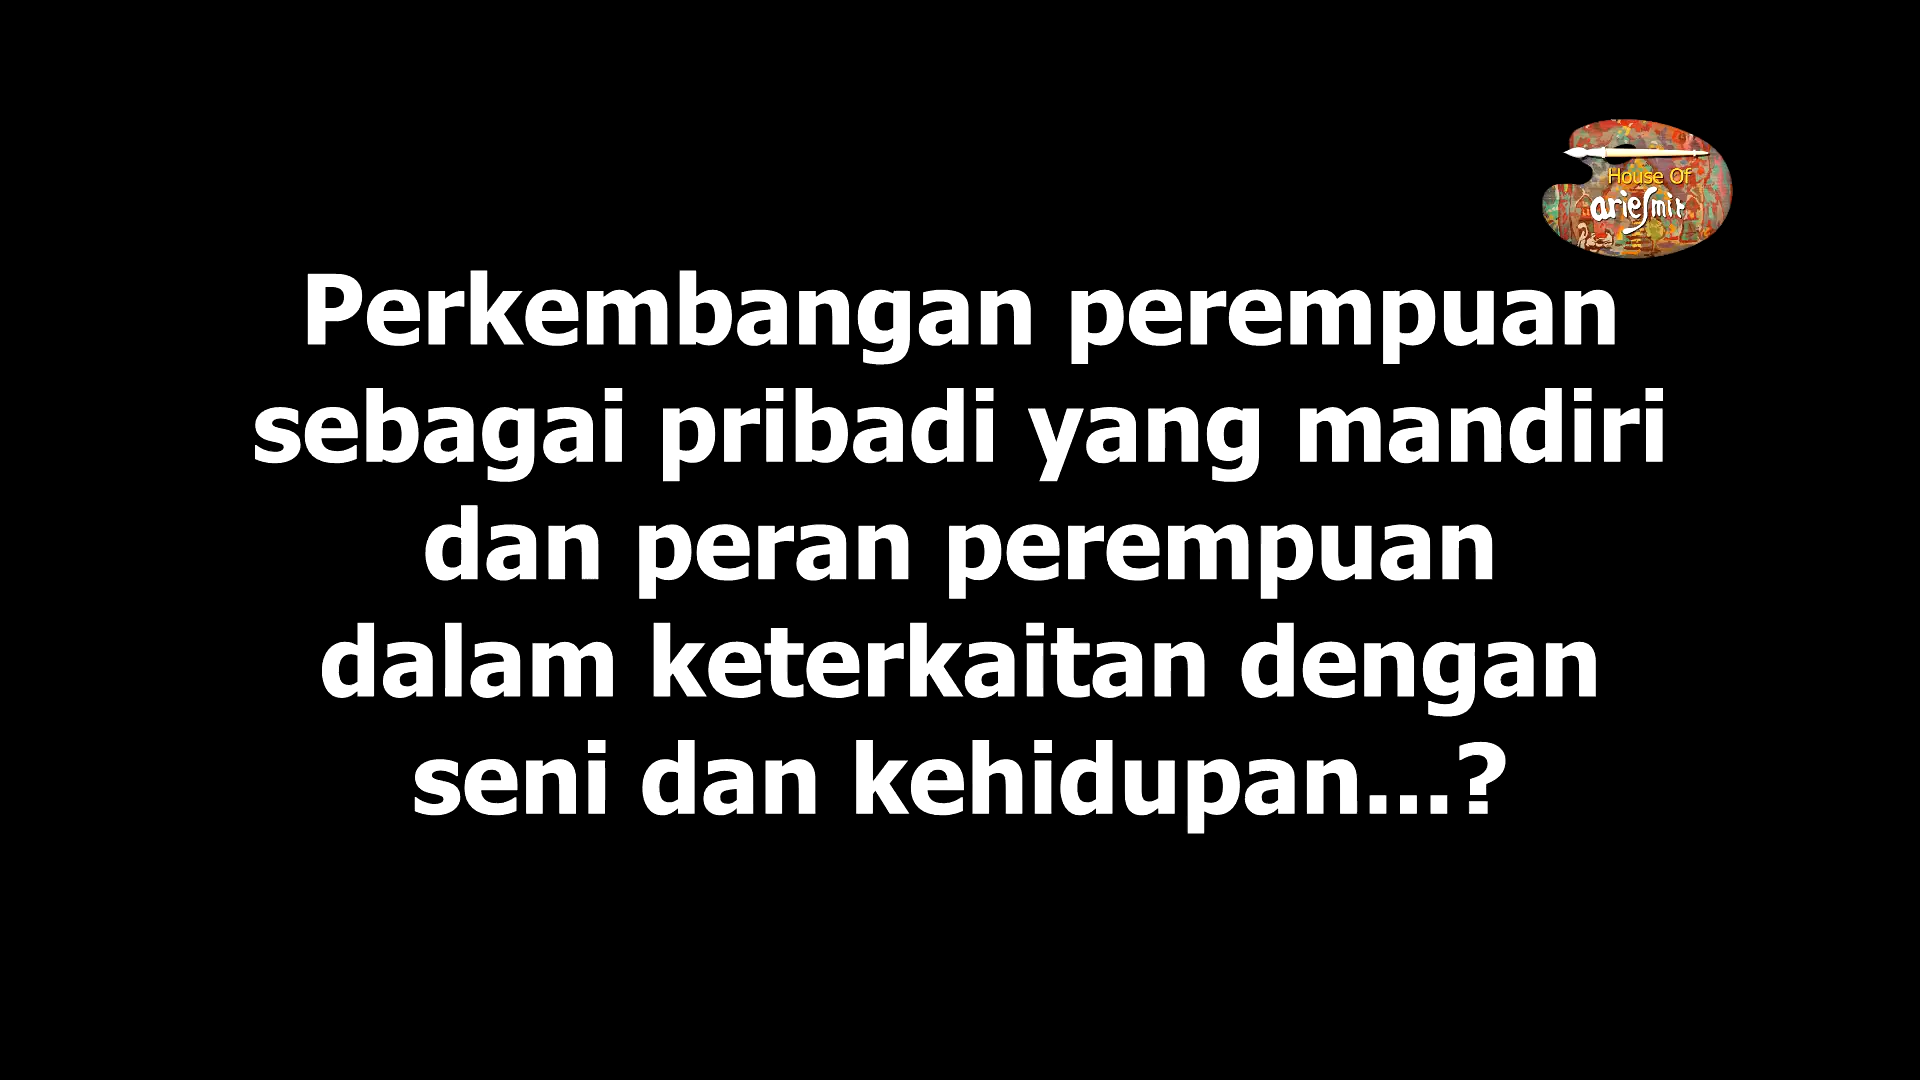 House Of
arieSmit
Perkembangan perempuan
sebagai pribadi yang mandiri
dan peran perempuan
dalam keterkaitan dengan
seni dan kehidupan...?